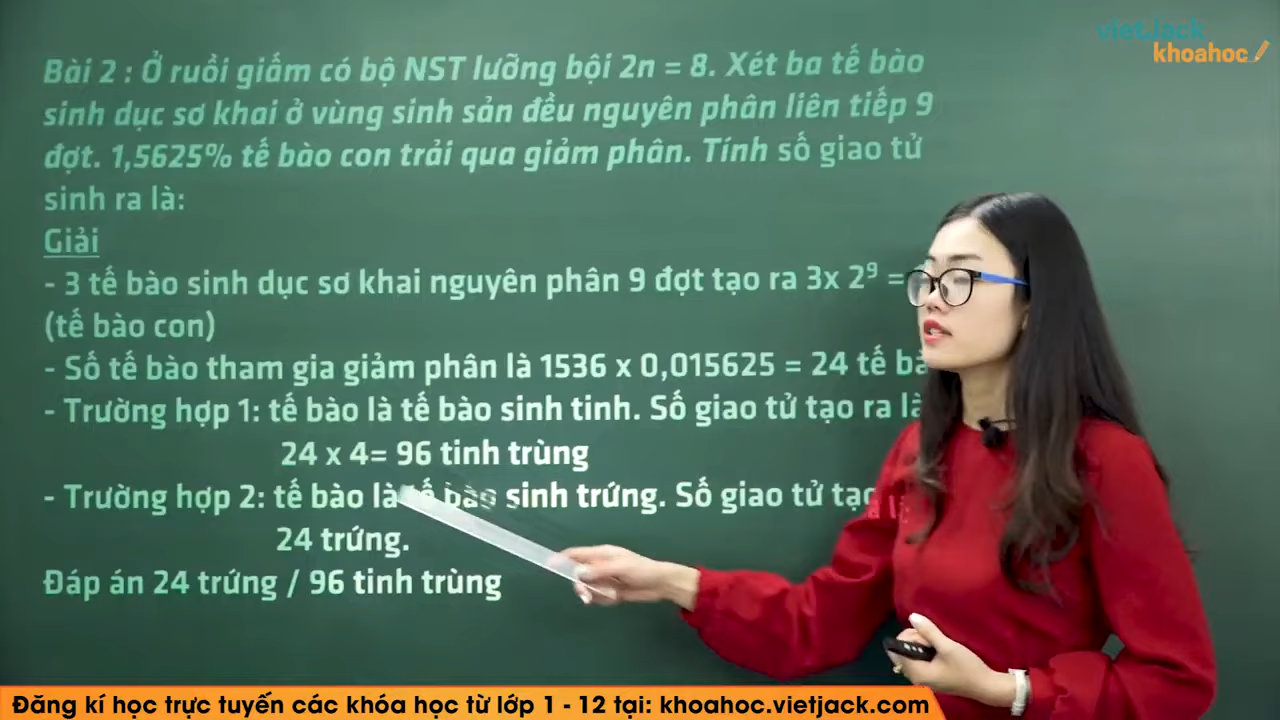 vietJack
khoahoc
Bài 2 : Ở ruồi giấm có bộ NST lưỡng bội 2n = 8. Xét ba tế bào
sinh dục sơ khai ở vùng sinh sản đều nguyên phân liên tiếp 9
đợt. 1,5625% tế bào con trải qua giảm phân. Tính số giao tử
sinh ra là:
Giải
- 3 tế bào sinh dục sơ khai nguyên phân 9 đợt tạo ra 3x 2⁹ =
(tế bào con)
- Số tế bào tham gia giảm phân là 1536 x 0,015625 = 24 tế
- Trường hợp 1: tế bào là tế bào sinh tinh. Số giao tử tạo ra là
24 x 4= 96 tinh trùng
- Trường hợp 2: tế bào là tế bào sinh trứng. Số giao tử
24 trứng.
Đáp án 24 trứng / 96 tinh trùng
Đăng kí học trực tuyến các khóa học từ lớp 1 - 12 tại: khoahoc.vietjack.com